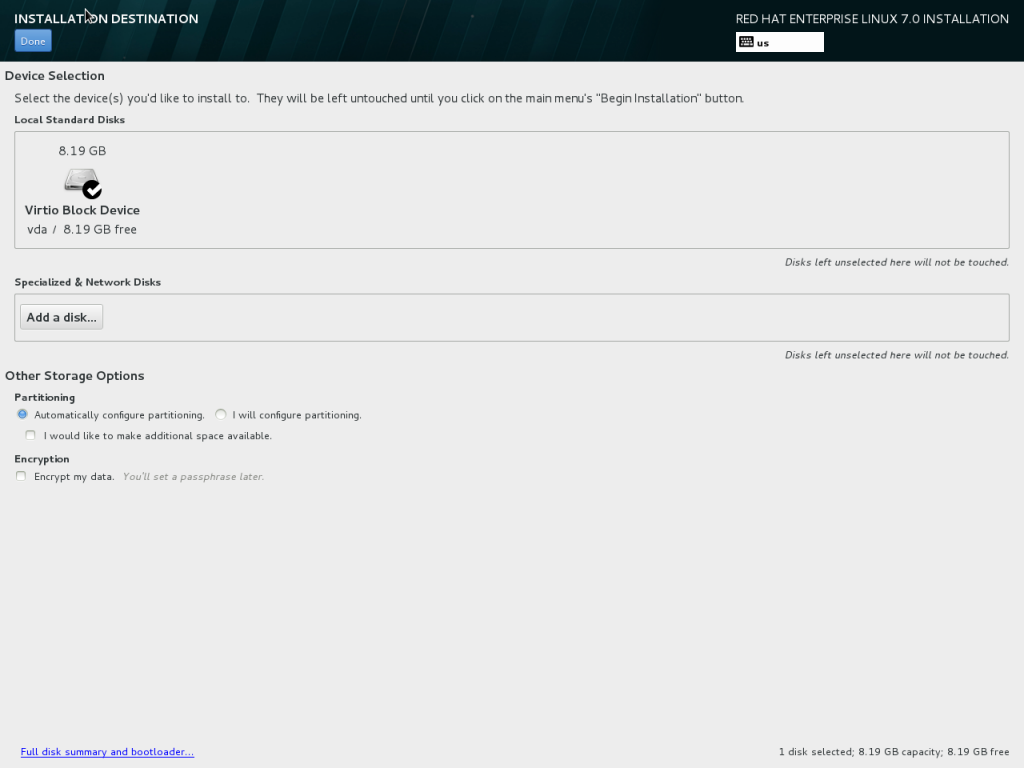 INSTALLATION DESTINATION
RED HAT ENTERPRISE LINUX 7.0 INSTALLATION
Done
us
Device Selection
Select the device(s) you'd like to install to.  They will be left untouched until you click on the main menu's "Begin Installation" button.
Local Standard Disks
8.19 GB
Virtio Block Device
vda / 8.19 GB free
Disks left unselected here will not be touched.
Specialized & Network Disks
Add a disk...
Disks left unselected here will not be touched.
Other Storage Options
Partitioning
Automatically configure partitioning. I will configure partitioning.
I would like to make additional space available.
Encryption
Encrypt my data. You'll set a passphrase later.
Full disk summary and bootloader...
1 disk selected; 8.19 GB capacity; 8.19 GB free